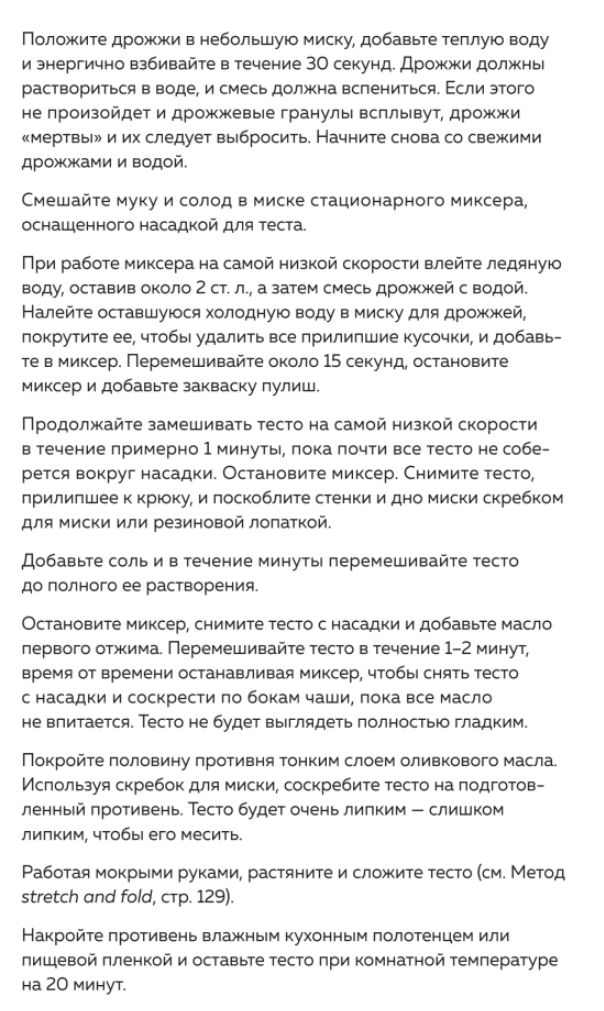 Положите дрожжи в небольшую миску, добавьте теплую воду
и энергично взбивайте в течение 30 секунд. Дрожжи должны
раствориться в воде, и смесь должна вспениться. Если этого
не произойдет и дрожжевые гранулы всплывут, дрожжи
«мертвы» и их следует выбросить. Начните снова со свежими
дрожжами и водой.
Смешайте муку и солод в миске стационарного миксера,
оснащенного насадкой для теста.
При работе миксера на самой низкой скорости влейте ледяную
воду, оставив около 2 ст. л., а затем смесь дрожжей с водой.
Налейте оставшуюся холодную воду в миску для дрожжей,
покрутите ее, чтобы удалить все прилипшие кусочки, и добавь-
те в миксер. Перемешивайте около 15 секунд, остановите
миксер и добавьте закваску пулиш.
Продолжайте замешивать тесто на самой низкой скорости
в течение примерно 1 минуты, пока почти все тесто не собе-
рется вокруг насадки. Остановите миксер. Снимите тесто,
прилипшее к крюку, и поскоблите стенки и дно миски скребком
для миски или резиновой лопаткой.
Добавьте соль и в течение минуты перемешивайте тесто
до полного ее растворения.
Остановите миксер, снимите тесто с насадки и добавьте масло
первого отжима. Перемешивайте тесто в течение 1–2 минут,
время от времени останавливая миксер, чтобы снять тесто
с насадки и соскрести по бокам чаши, пока все масло
не впитается. Тесто не будет выглядеть полностью гладким.
Покройте половину противня тонким слоем оливкового масла.
Используя скребок для миски, соскребите тесто на подготов-
ленный противень. Тесто будет очень липким — слишком
липким, чтобы его месить.
Работая мокрыми руками, растяните и сложите тесто (см. Метод
stretch and fold, стр. 129).
Накройте противень влажным кухонным полотенцем или
пищевой пленкой и оставьте тесто при комнатной температуре
на 20 минут.